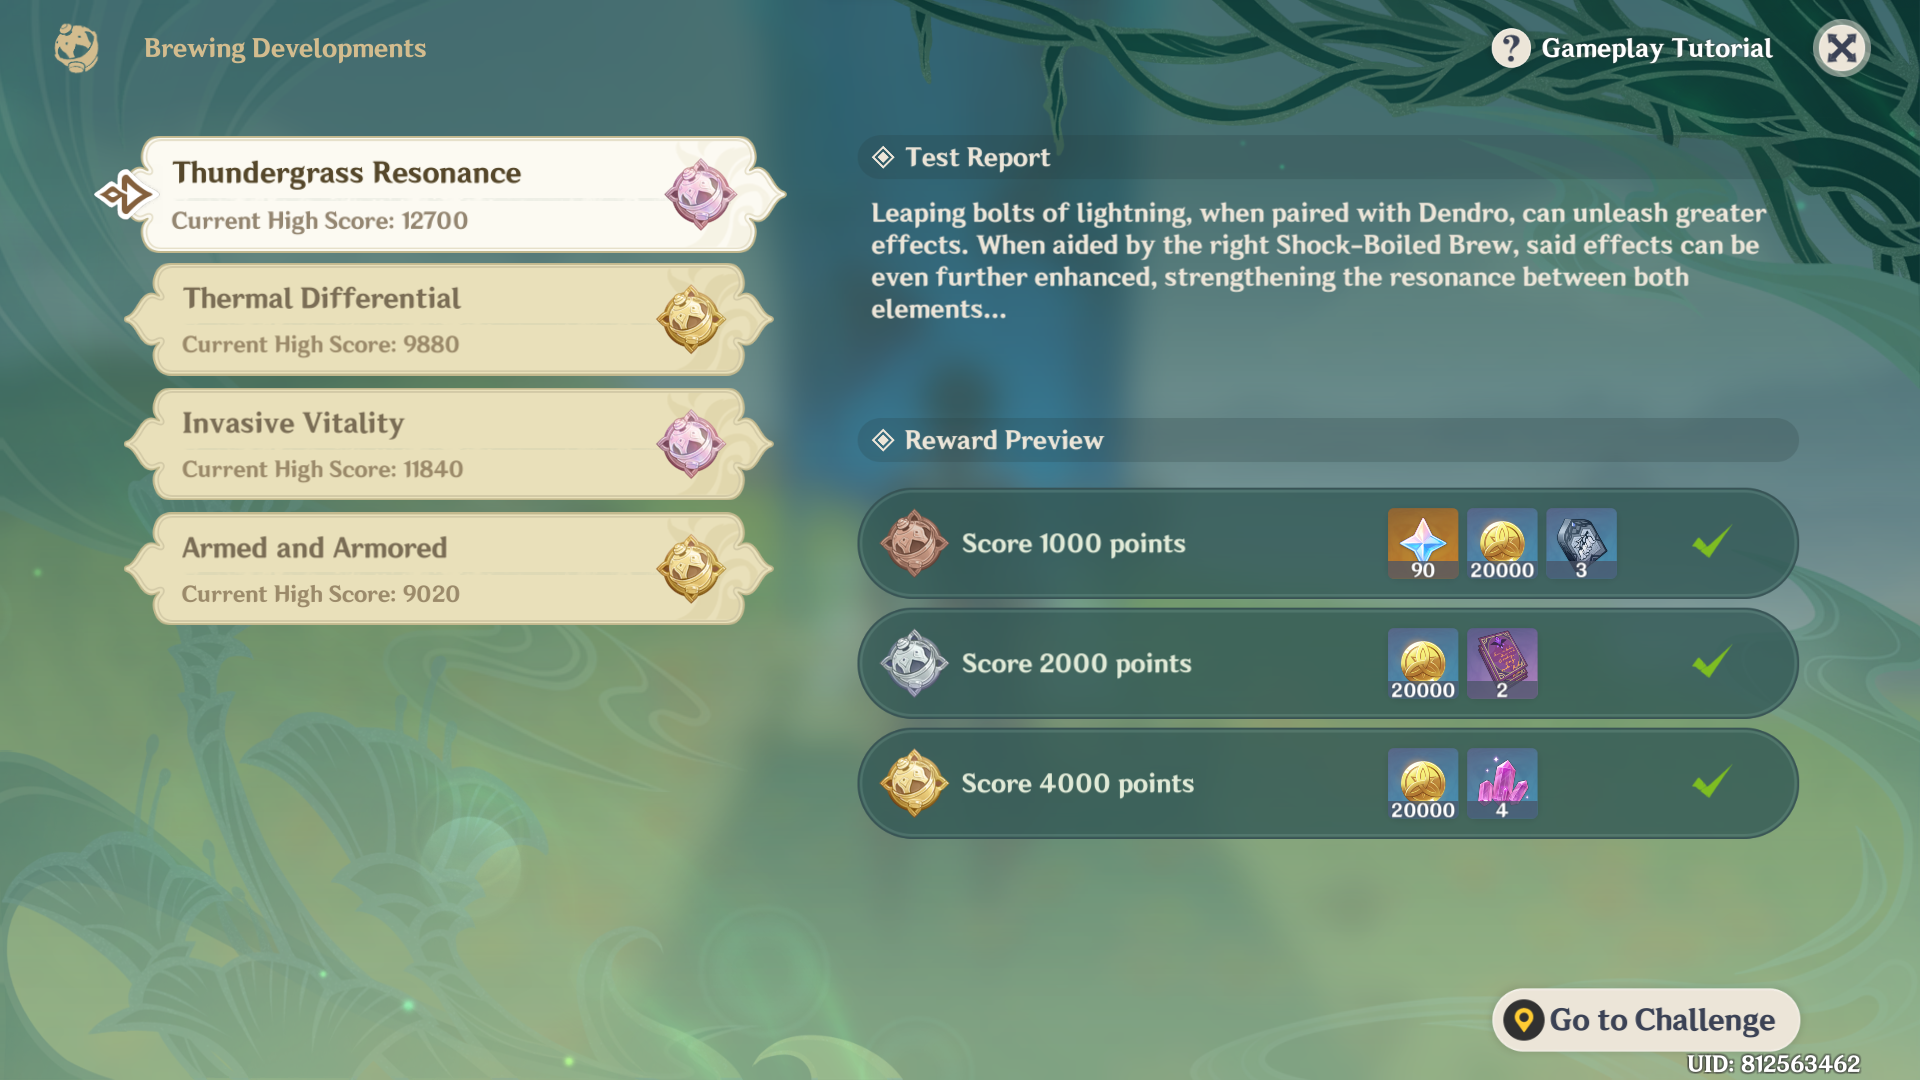 Brewing Developments
Gameplay Tutorial
Thundergrass Resonance
Current High Score: 12700
Thermal Differential
Current High Score: 9880
Invasive Vitality
Current High Score: 11840
Armed and Armored
Current High Score: 9020
Test Report
Leaping bolts of lightning, when paired with Dendro, can unleash greater
effects. When aided by the right Shock-Boiled Brew, said effects can be
even further enhanced, strengthening the resonance between both
elements...
Reward Preview
Score 1000 points
90
20000
3
Score 2000 points
20000
2
Score 4000 points
20000
4
Go to Challenge
UID: 812563462